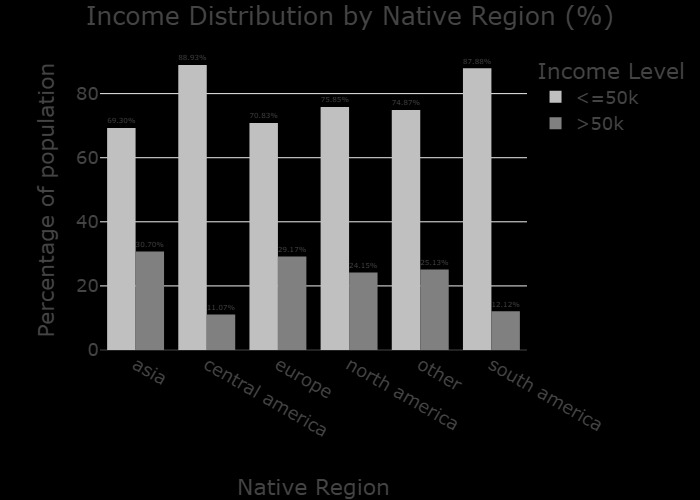 Income Distribution by Native Region (%)
Income Level
<=50k
>50k
Percentage of population
80
60
40
20
0
69.30%
30.70%
88.93%
11.07%
70.83%
29.17%
75.85%
24.15%
74.87%
25.13%
87.88%
12.12%
asia
central america
europe
north america
other
south america
Native Region